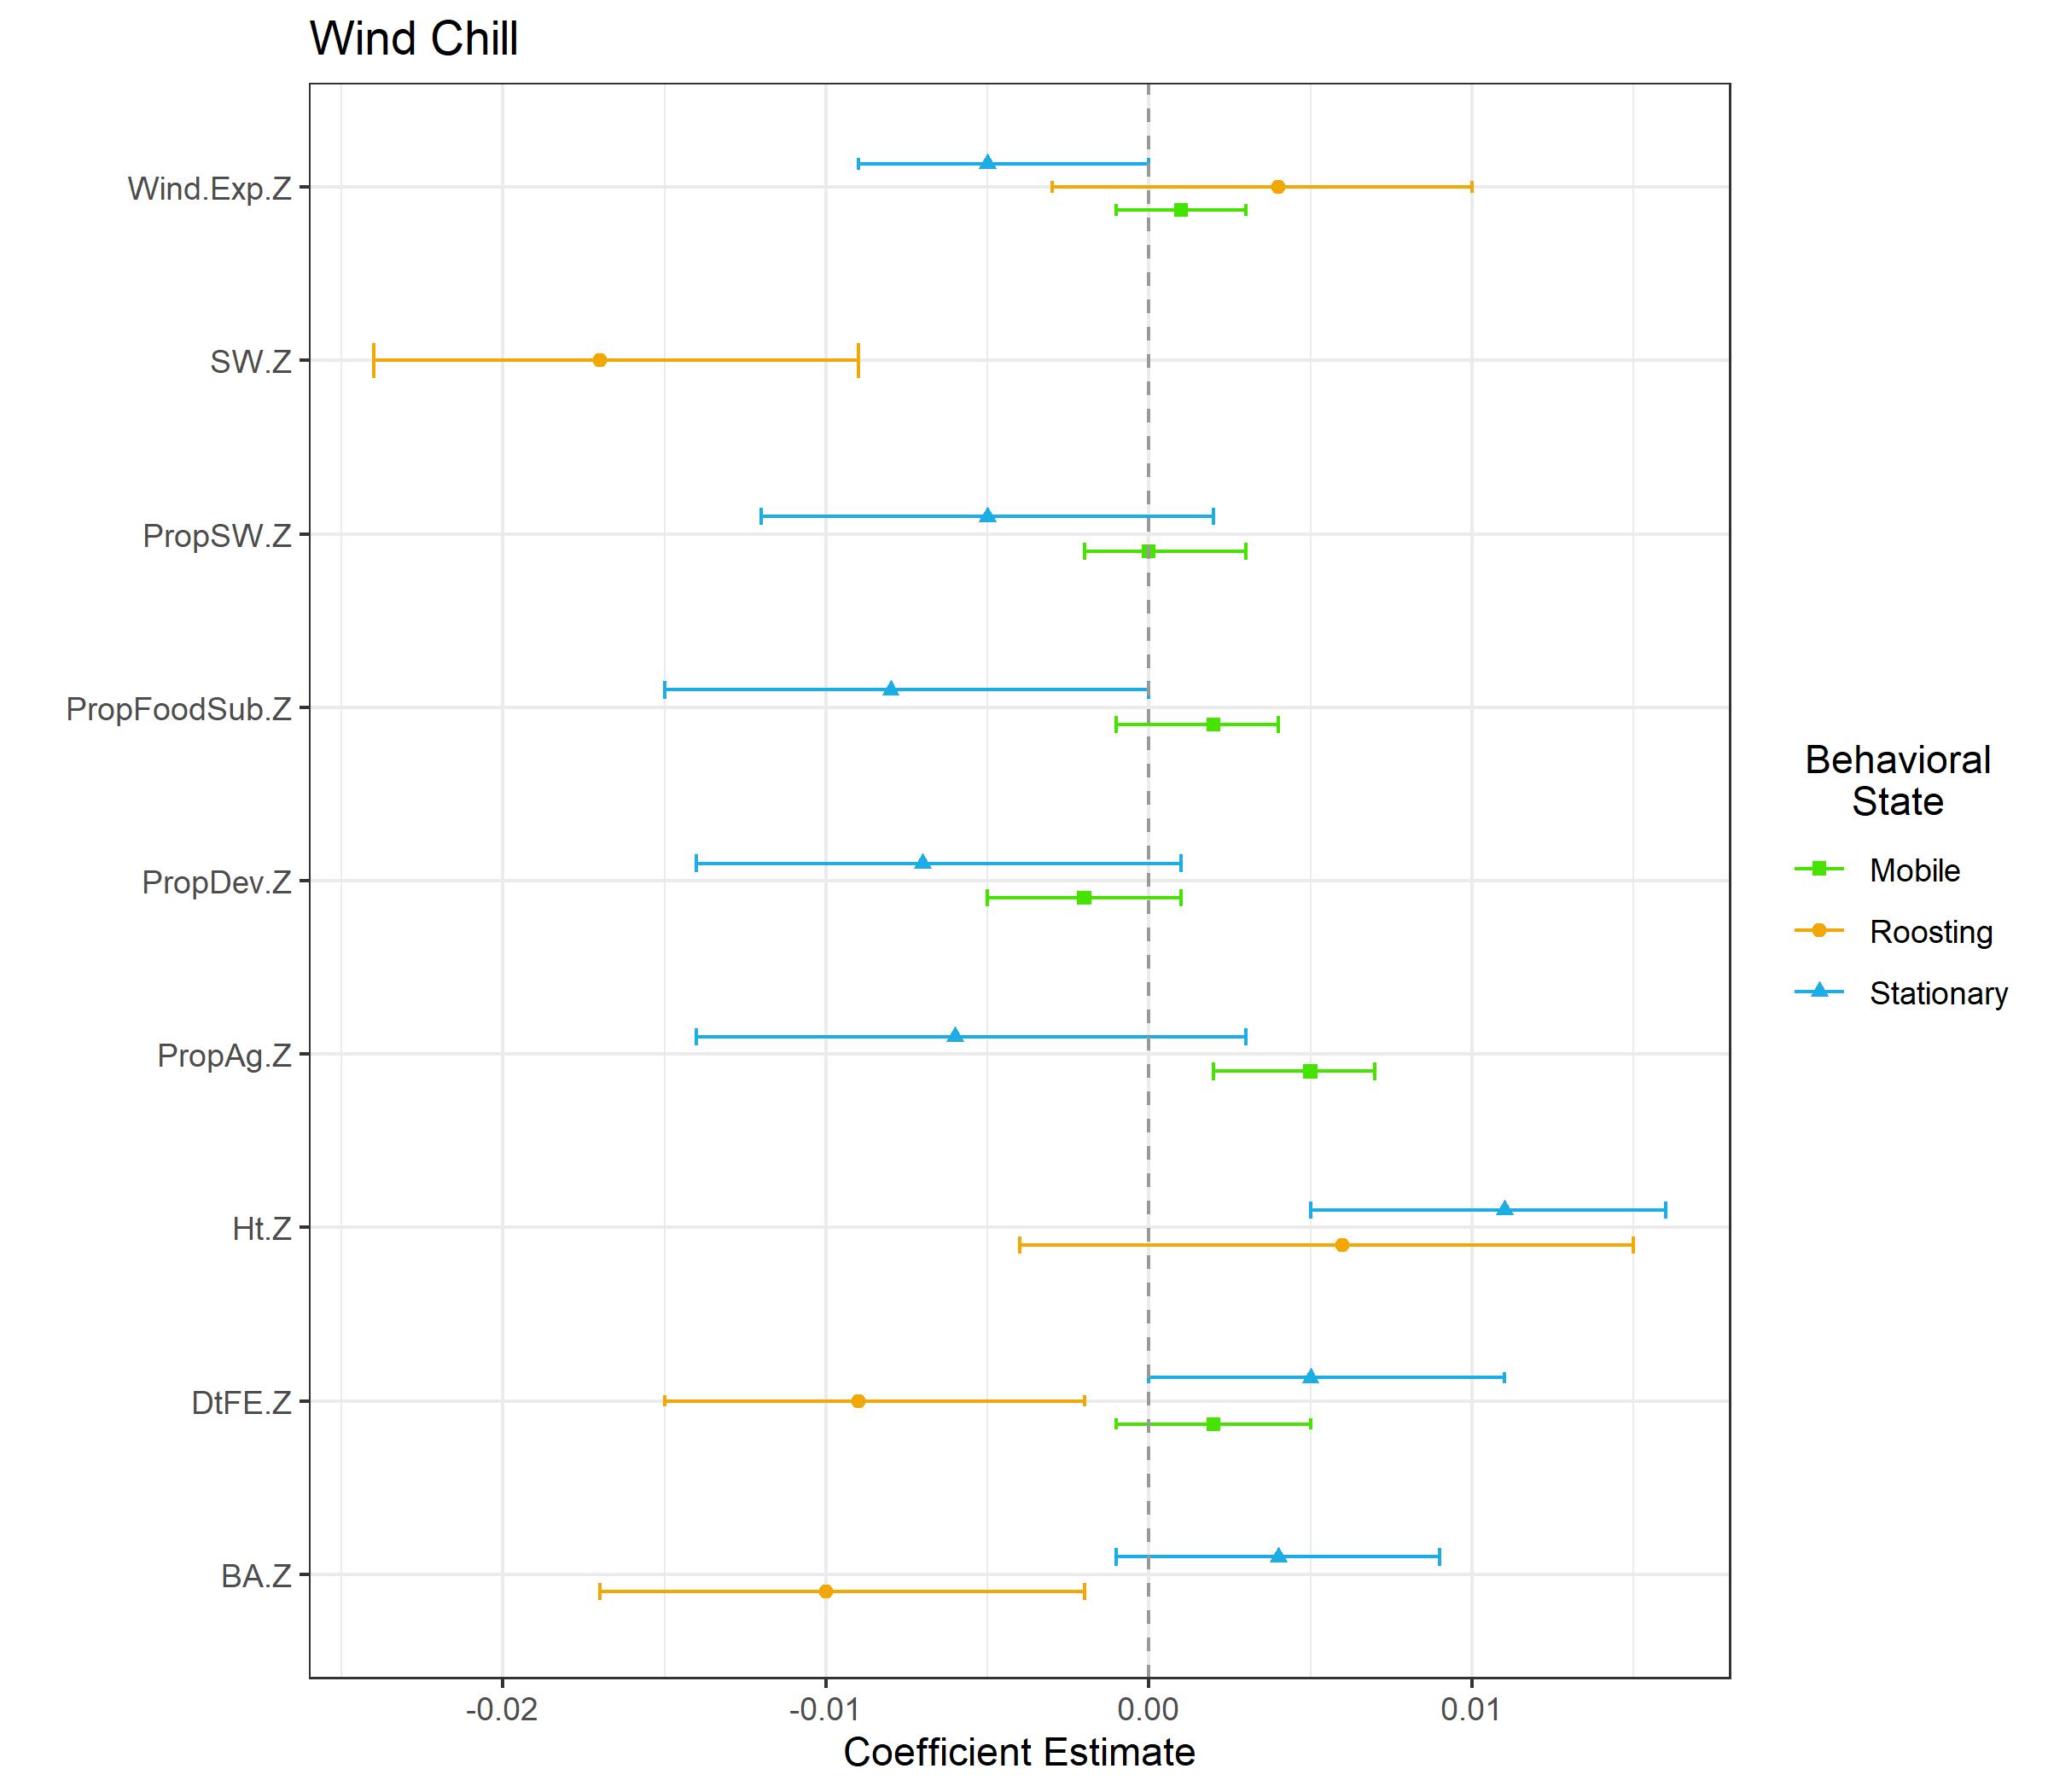 Wind Chill
Wind.Exp.Z
SW.Z
PropSW.Z
PropFoodSub.Z
PropDev.Z
PropAg.Z
Ht.Z
DtFE.Z
BA.Z
-0.02
-0.01
0.00
0.01
Coefficient Estimate
Behavioral
State
Mobile
Roosting
Stationary